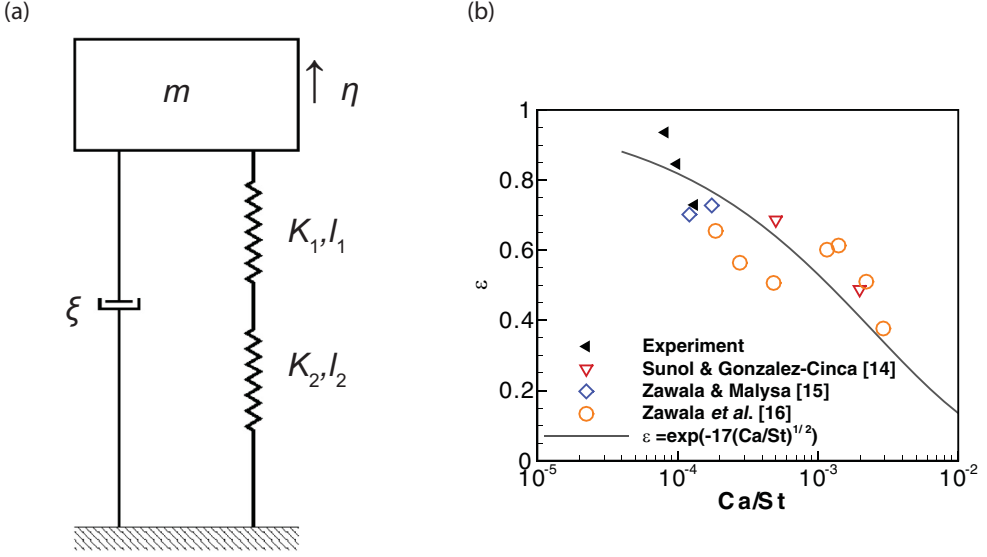 (a)
m
η
K₁,l₁
ξ
K₂,l₂
(b)
1
0.8
0.6
ε
0.4
0.2
0
Experiment
Sunol & Gonzalez-Cinca [14]
Zawala & Malysa [15]
Zawala et al. [16]
ε =exp(-17(Ca/St)^1/2)
10⁻⁵
10⁻⁴
10⁻³
10⁻²
Ca/St